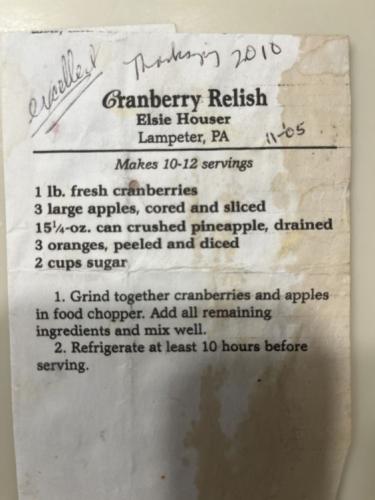 excellent
Thanksgiving 2010
Cranberry Relish
Elsie Houser
Lampeter, PA
11-05
Makes 10-12 servings
1 lb. fresh cranberries
3 large apples, cored and sliced
15¼-oz. can crushed pineapple, drained
3 oranges, peeled and diced
2 cups sugar
1. Grind together cranberries and apples
in food chopper. Add all remaining
ingredients and mix well.
2. Refrigerate at least 10 hours before
serving.